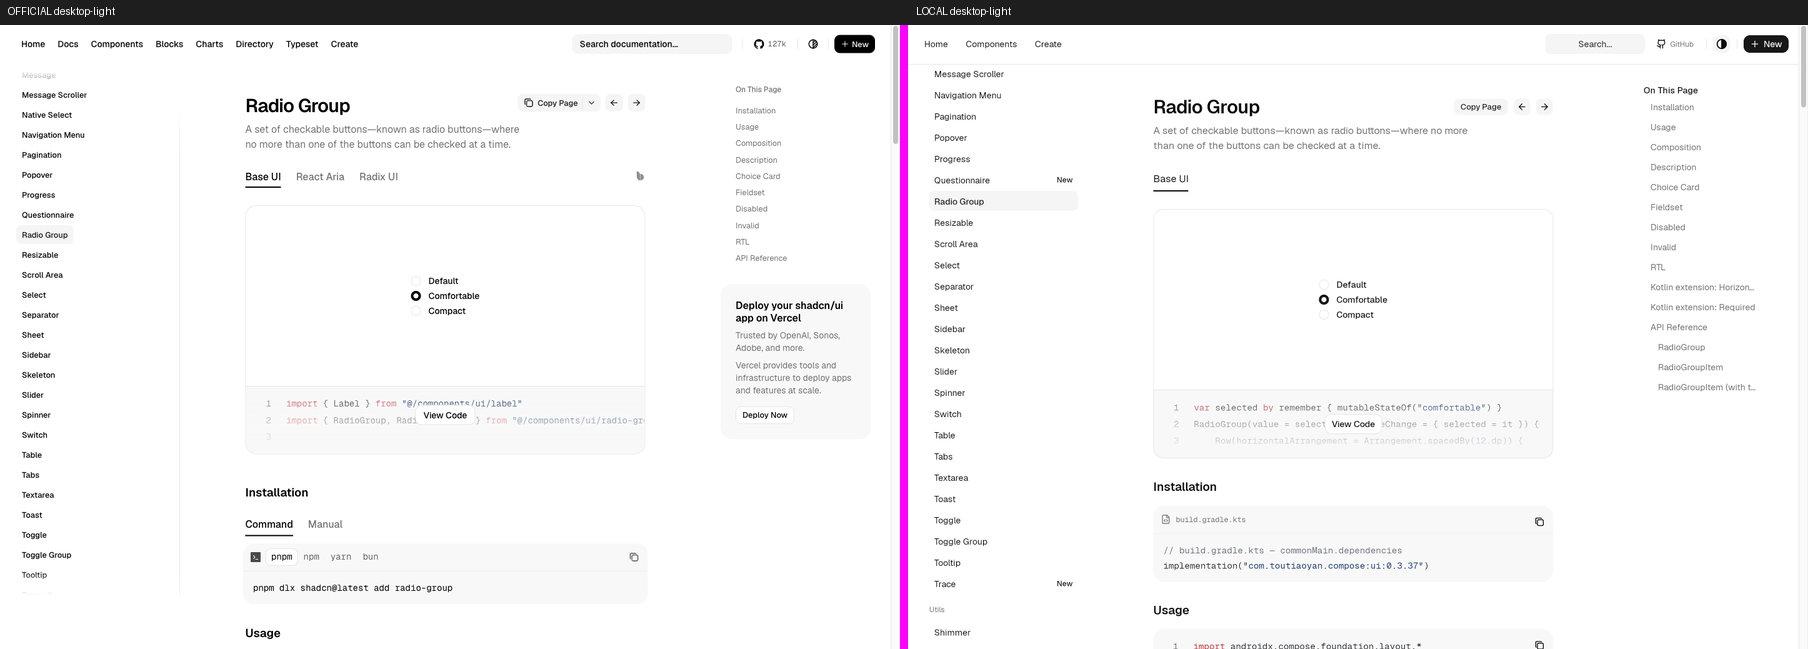 OFFICIAL desktop-light
Home Docs Components Blocks Charts Directory Typeset Create
Search documentation...
127k
+ New
Message
Message Scroller
Native Select
Navigation Menu
Pagination
Popover
Progress
Questionnaire
Radio Group
Resizable
Scroll Area
Select
Separator
Sheet
Sidebar
Skeleton
Slider
Spinner
Switch
Table
Tabs
Textarea
Toast
Toggle
Toggle Group
Tooltip
Radio Group
Copy Page
A set of checkable buttons—known as radio buttons—where
no more than one of the buttons can be checked at a time.
Base UI React Aria Radix UI
Default
Comfortable
Compact
1 import { Label } from "@/components/ui/label"
2 import { RadioGroup, Radi } from "@/components/ui/radio-gr
3
View Code
Installation
Command Manual
pnpm npm yarn bun
pnpm dlx shadcn@latest add radio-group
Usage
On This Page
Installation
Usage
Composition
Description
Choice Card
Fieldset
Disabled
Invalid
RTL
API Reference
Deploy your shadcn/ui
app on Vercel
Trusted by OpenAI, Sonos,
Adobe, and more.
Vercel provides tools and
infrastructure to deploy apps
and features at scale.
Deploy Now
LOCAL desktop-light
Home Components Create
Search...
GitHub
+ New
Message Scroller
Navigation Menu
Pagination
Popover
Progress
Questionnaire New
Radio Group
Resizable
Scroll Area
Select
Separator
Sheet
Sidebar
Skeleton
Slider
Spinner
Switch
Table
Tabs
Textarea
Toast
Toggle
Toggle Group
Tooltip
Trace New
Utils
Shimmer
Radio Group
Copy Page
A set of checkable buttons—known as radio buttons—where no more
than one of the buttons can be checked at a time.
Base UI
Default
Comfortable
Compact
1 var selected by remember { mutableStateOf("comfortable") }
2 RadioGroup(value = select eChange = { selected = it }) {
3 Row(horizontalArrangement = Arrangement.spacedBy(12.dp)) {
View Code
Installation
build.gradle.kts
// build.gradle.kts — commonMain.dependencies
implementation("com.toutiaoyan.compose:ui:0.3.37")
Usage
1 import androidx.compose.foundation.layout.*
On This Page
Installation
Usage
Composition
Description
Choice Card
Fieldset
Disabled
Invalid
RTL
Kotlin extension: Horizon...
Kotlin extension: Required
API Reference
RadioGroup
RadioGroupItem
RadioGroupItem (with t...